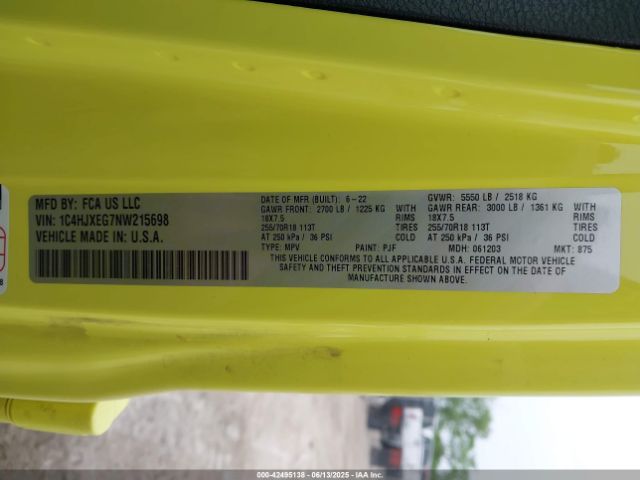 MFD BY: FCA US LLC
VIN: 1C4HJXEG7NW215698
VEHICLE MADE IN: U.S.A.
DATE OF MFR (BUILT): 6-22
GAWR FRONT: 2700 LB / 1225 KG
18X7.5 RIMS
255/70R18 113T TIRES
AT 250 kPa / 36 PSI COLD
TYPE: MPV PAINT: PJF
GVWR: 5550 LB / 2518 KG
GAWR REAR: 3000 LB / 1361 KG
18X7.5 RIMS
255/70R18 113T TIRES
AT 250 kPa / 36 PSI COLD
MDH: 061203 MKT: 875
THIS VEHICLE CONFORMS TO ALL APPLICABLE U.S.A. FEDERAL MOTOR VEHICLE
SAFETY AND THEFT PREVENTION STANDARDS IN EFFECT ON THE DATE OF
MANUFACTURE SHOWN ABOVE.
000-42495138 - 06/13/2025 - IAAI.COM